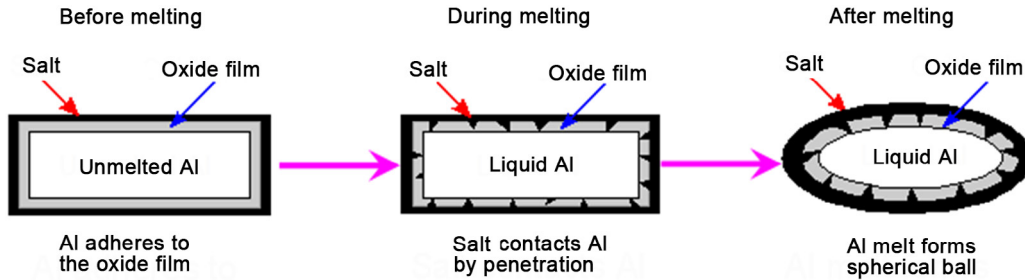 Before melting
During melting
After melting
Salt
Oxide film
Salt
Oxide film
Salt
Oxide film
Unmelted Al
Liquid Al
Liquid Al
Al adheres to
the oxide film
Salt contacts Al
by penetration
Al melt forms
spherical ball